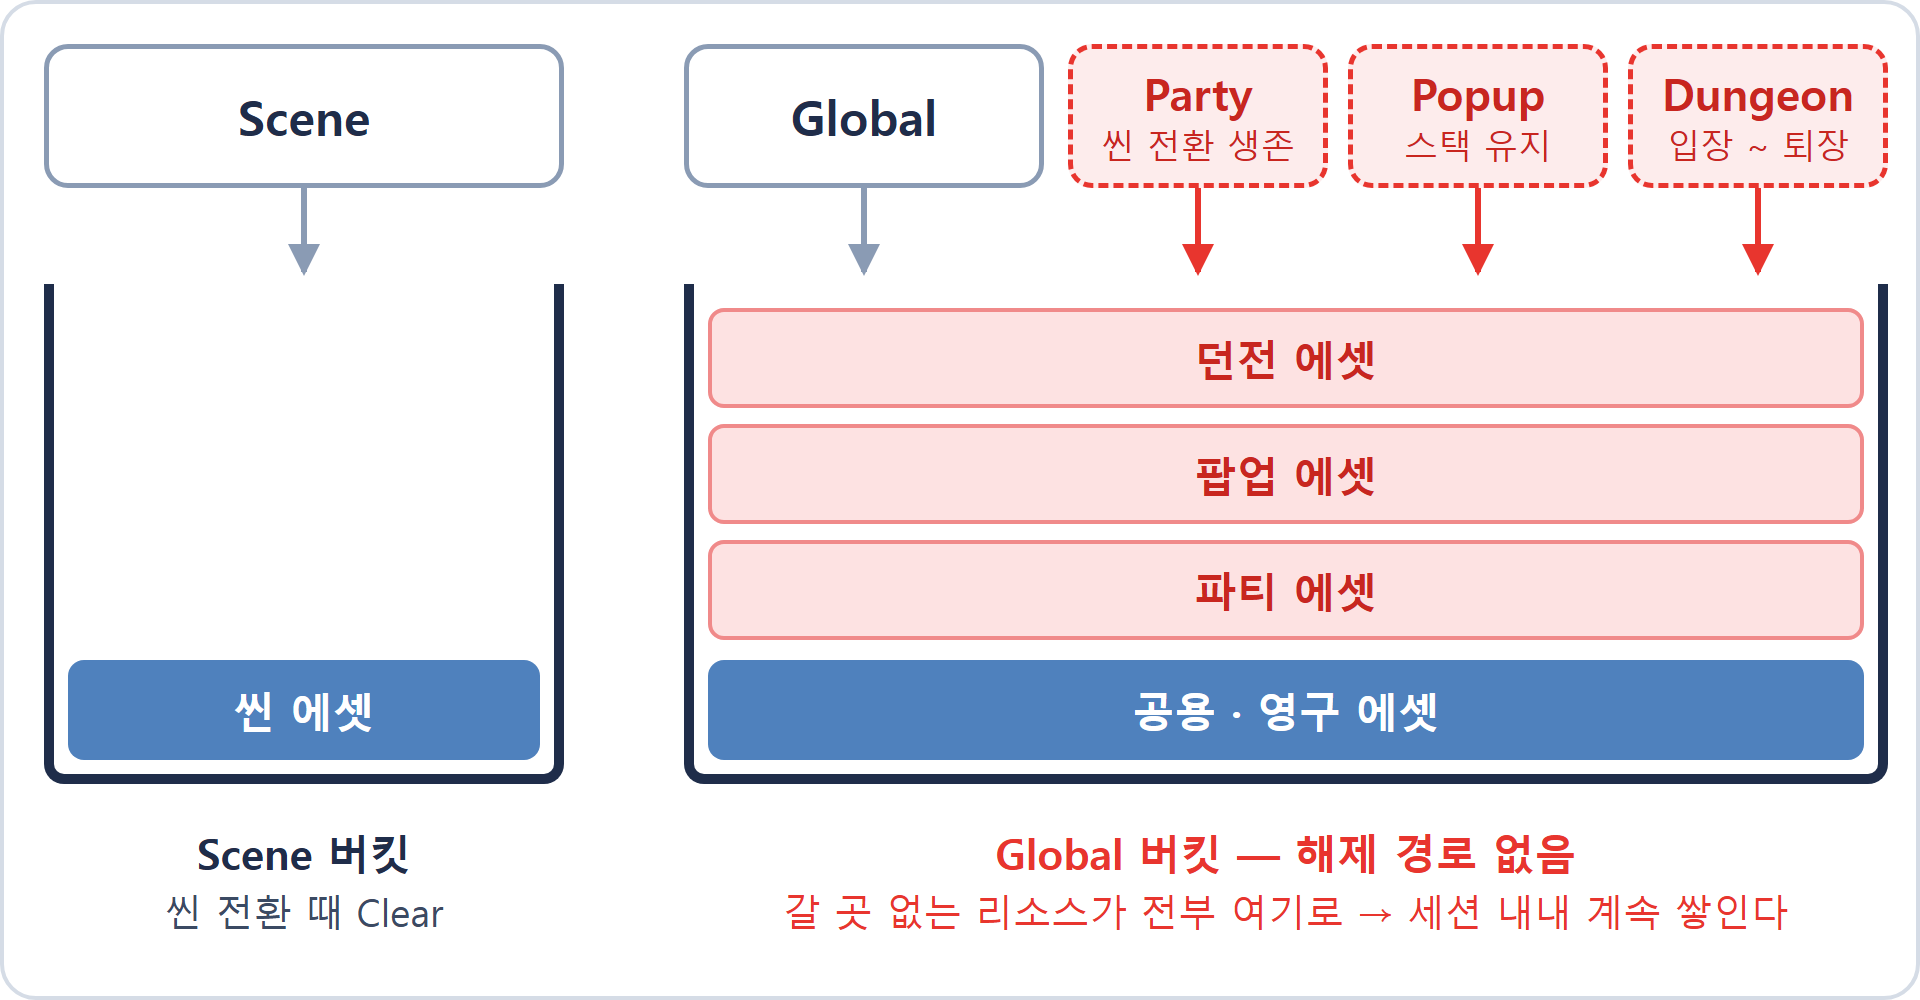 Scene
Global
Party
씬 전환 생존
Popup
스택 유지
Dungeon
입장 ~ 퇴장
던전 에셋
팝업 에셋
파티 에셋
씬 에셋
공용 · 영구 에셋
Scene 버킷
씬 전환 때 Clear
Global 버킷 — 해제 경로 없음
갈 곳 없는 리소스가 전부 여기로 → 세션 내내 계속 쌓인다